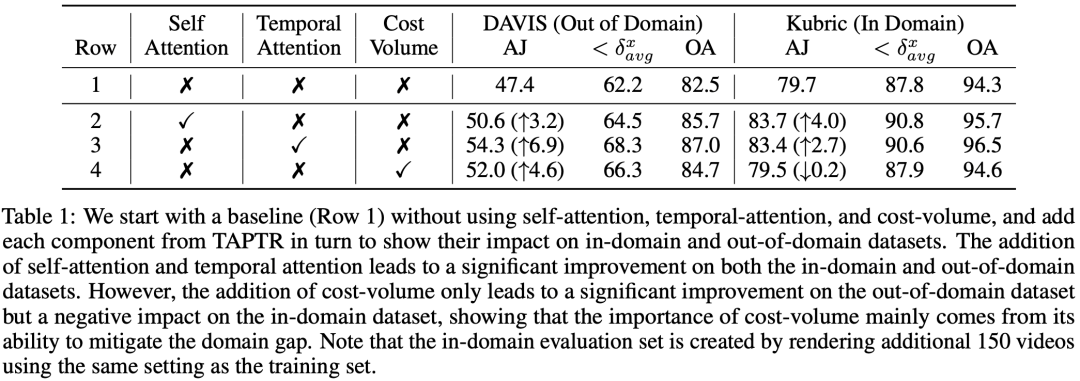 Self Temporal Cost DAVIS (Out of Domain) Kubric (In Domain)
Row Attention Attention Volume AJ < δ^x_avg OA AJ < δ^x_avg OA
1 ✗ ✗ ✗ 47.4 62.2 82.5 79.7 87.8 94.3
2 ✓ ✗ ✗ 50.6 (↑3.2) 64.5 85.7 83.7 (↑4.0) 90.8 95.7
3 ✗ ✓ ✗ 54.3 (↑6.9) 68.3 87.0 83.4 (↑2.7) 90.6 96.5
4 ✗ ✗ ✓ 52.0 (↑4.6) 66.3 84.7 79.5 (↓0.2) 87.9 94.6
Table 1: We start with a baseline (Row 1) without using self-attention, temporal-attention, and cost-volume, and add
each component from TAPTR in turn to show their impact on in-domain and out-of-domain datasets. The addition
of self-attention and temporal attention leads to a significant improvement on both the in-domain and out-of-domain
datasets. However, the addition of cost-volume only leads to a significant improvement on the out-of-domain dataset
but a negative impact on the in-domain dataset, showing that the importance of cost-volume mainly comes from its
ability to mitigate the domain gap. Note that the in-domain evaluation set is created by rendering additional 150 videos
using the same setting as the training set.